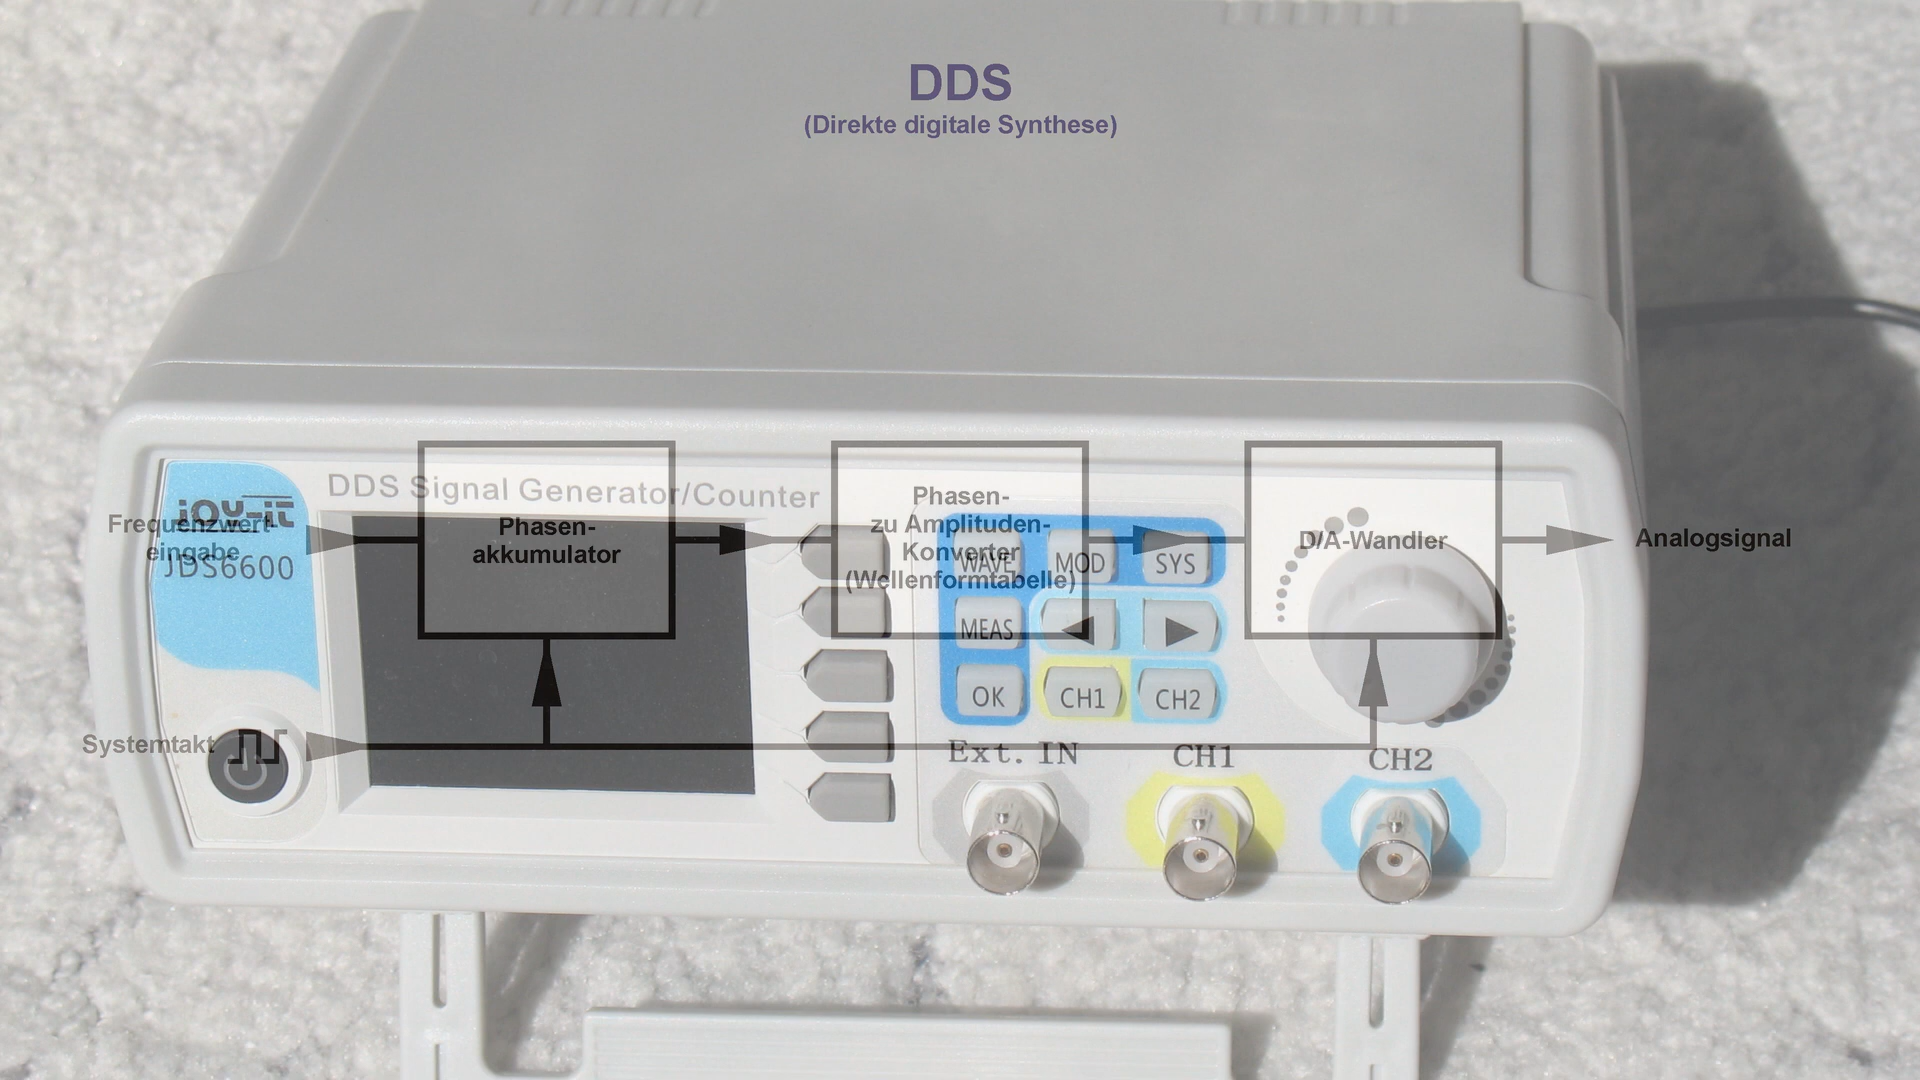 DDS
(Direkte digitale Synthese)
DDS Signal Generator/Counter
joy-it
JDS6600
Frequenzwert-
eingabe
Phasen-
akkumulator
Phasen-
zu Amplituden-
Konverter
(Wellenformtabelle)
D/A-Wandler
Analogsignal
WAVE
MOD
SYS
MEAS
OK
CH1
CH2
Systemtakt
Ext. IN
CH1
CH2